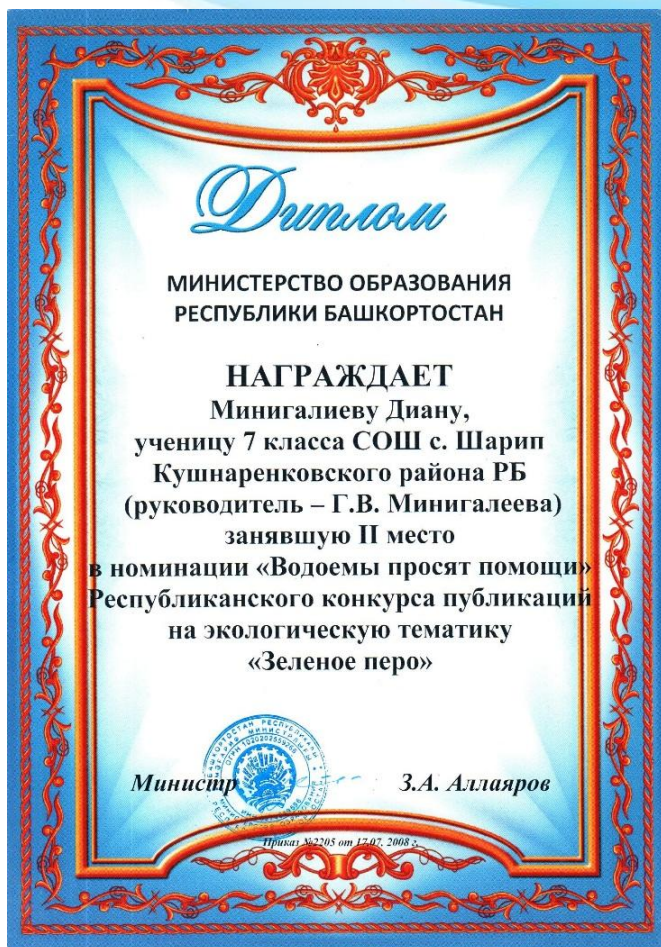 Диплом
МИНИСТЕРСТВО ОБРАЗОВАНИЯ
РЕСПУБЛИКИ БАШКОРТОСТАН
НАГРАЖДАЕТ
Минигалиеву Диану,
ученицу 7 класса СОШ с. Шарип
Кушнаренковского района РБ
(руководитель – Г.В. Минигалеева)
занявшую II место
в номинации «Водоемы просят помощи»
Республиканского конкурса публикаций
на экологическую тематику
«Зеленое перо»
Министр З.А. Аллаяров
Приказ №2205 от 17.07. 2008 г.